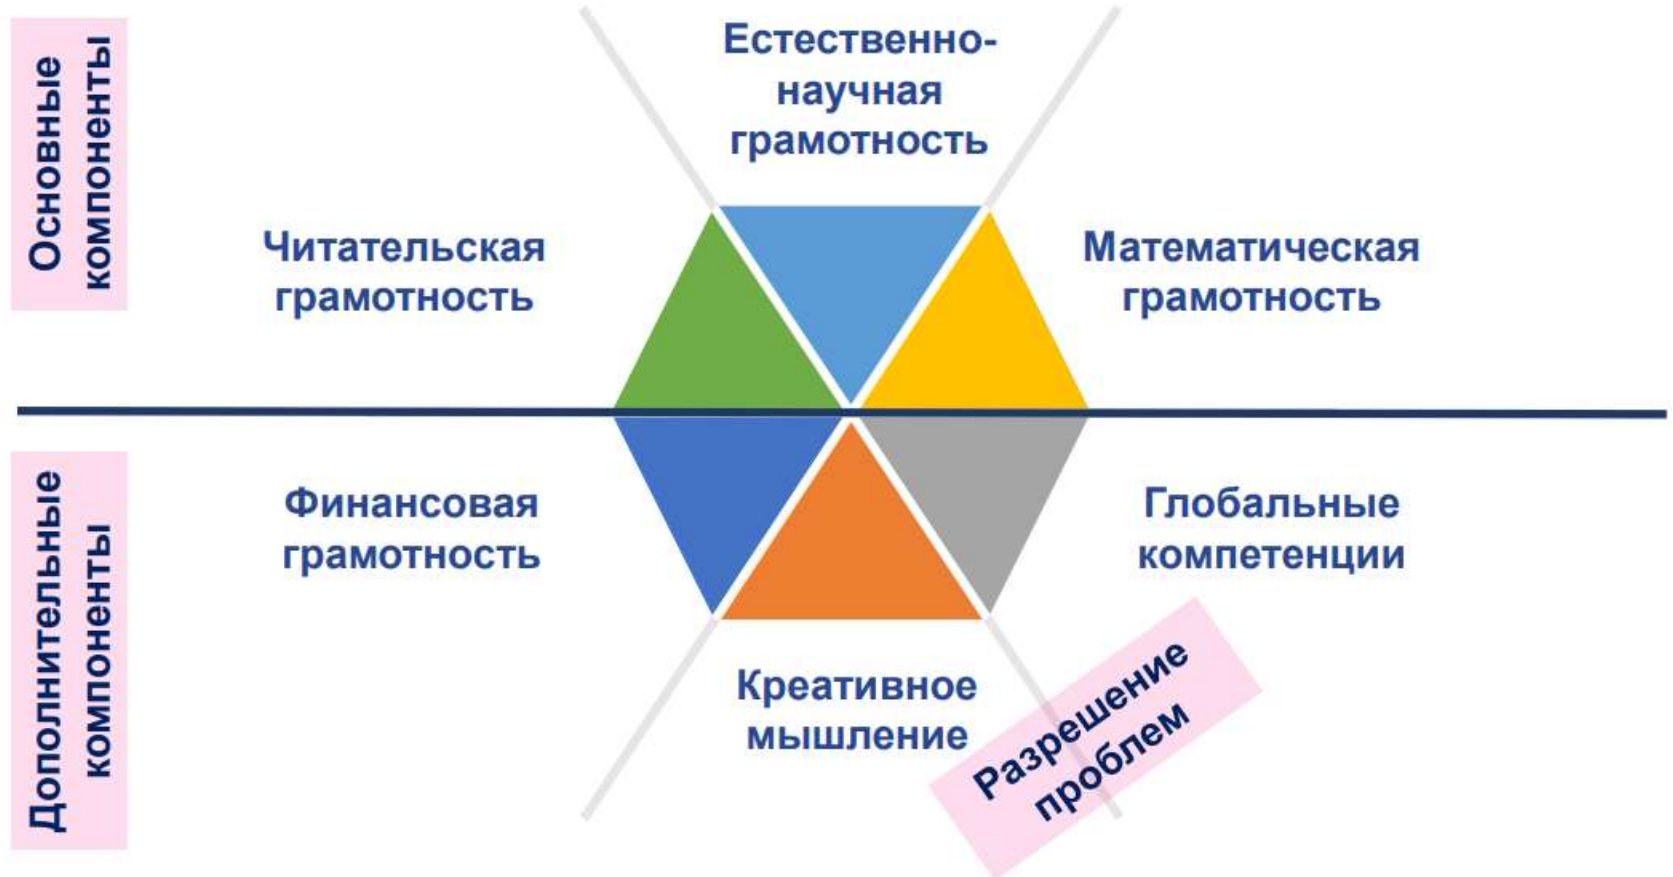 Основные
компоненты
Естественно-
научная
грамотность
Читательская
грамотность
Математическая
грамотность
Дополнительные
компоненты
Финансовая
грамотность
Глобальные
компетенции
Креативное
мышление
Разрешение
проблем